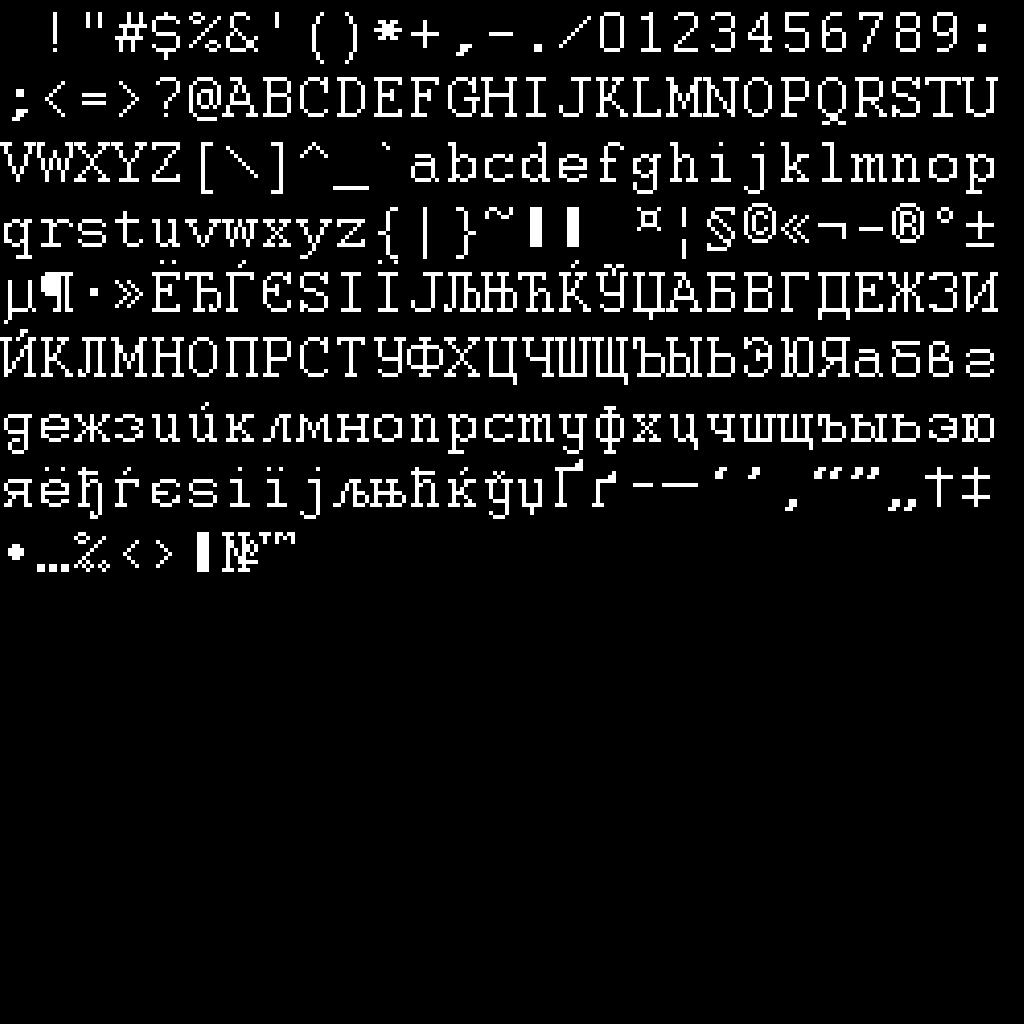 !"#$%&'()*+,-./0123456789:
;<=>?@ABCDEFGHIJKLMNOPQRSTU
VWXYZ[\]^_`abcdefghijklmnop
qrstuvwxyz{|}~▌▌ ¤¦§©«¬-®°±
µ¶·»ЁЂЃЄЅІЇЈЉЊЋЌЎЏАБВГДЕЖЗИ
ЙКЛМНОПРСТУФХЦЧШЩЪЫЬЭЮЯабвг
дежзийклмнопрстуфхцчшщъыьэю
яёђѓєѕіїјљњћќўџҐґ–—‘’‚“”„†‡
•…‰‹›▌№™